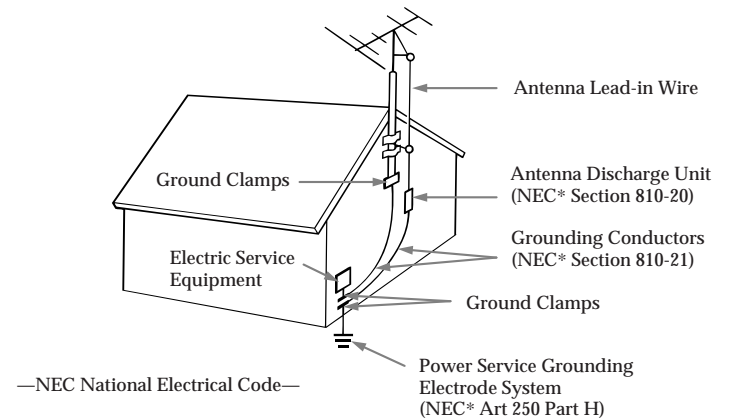 Antenna Lead-in Wire
Ground Clamps
Antenna Discharge Unit
(NEC* Section 810-20)
Electric Service
Equipment
Grounding Conductors
(NEC* Section 810-21)
Ground Clamps
Power Service Grounding
Electrode System
(NEC* Art 250 Part H)
—NEC National Electrical Code—